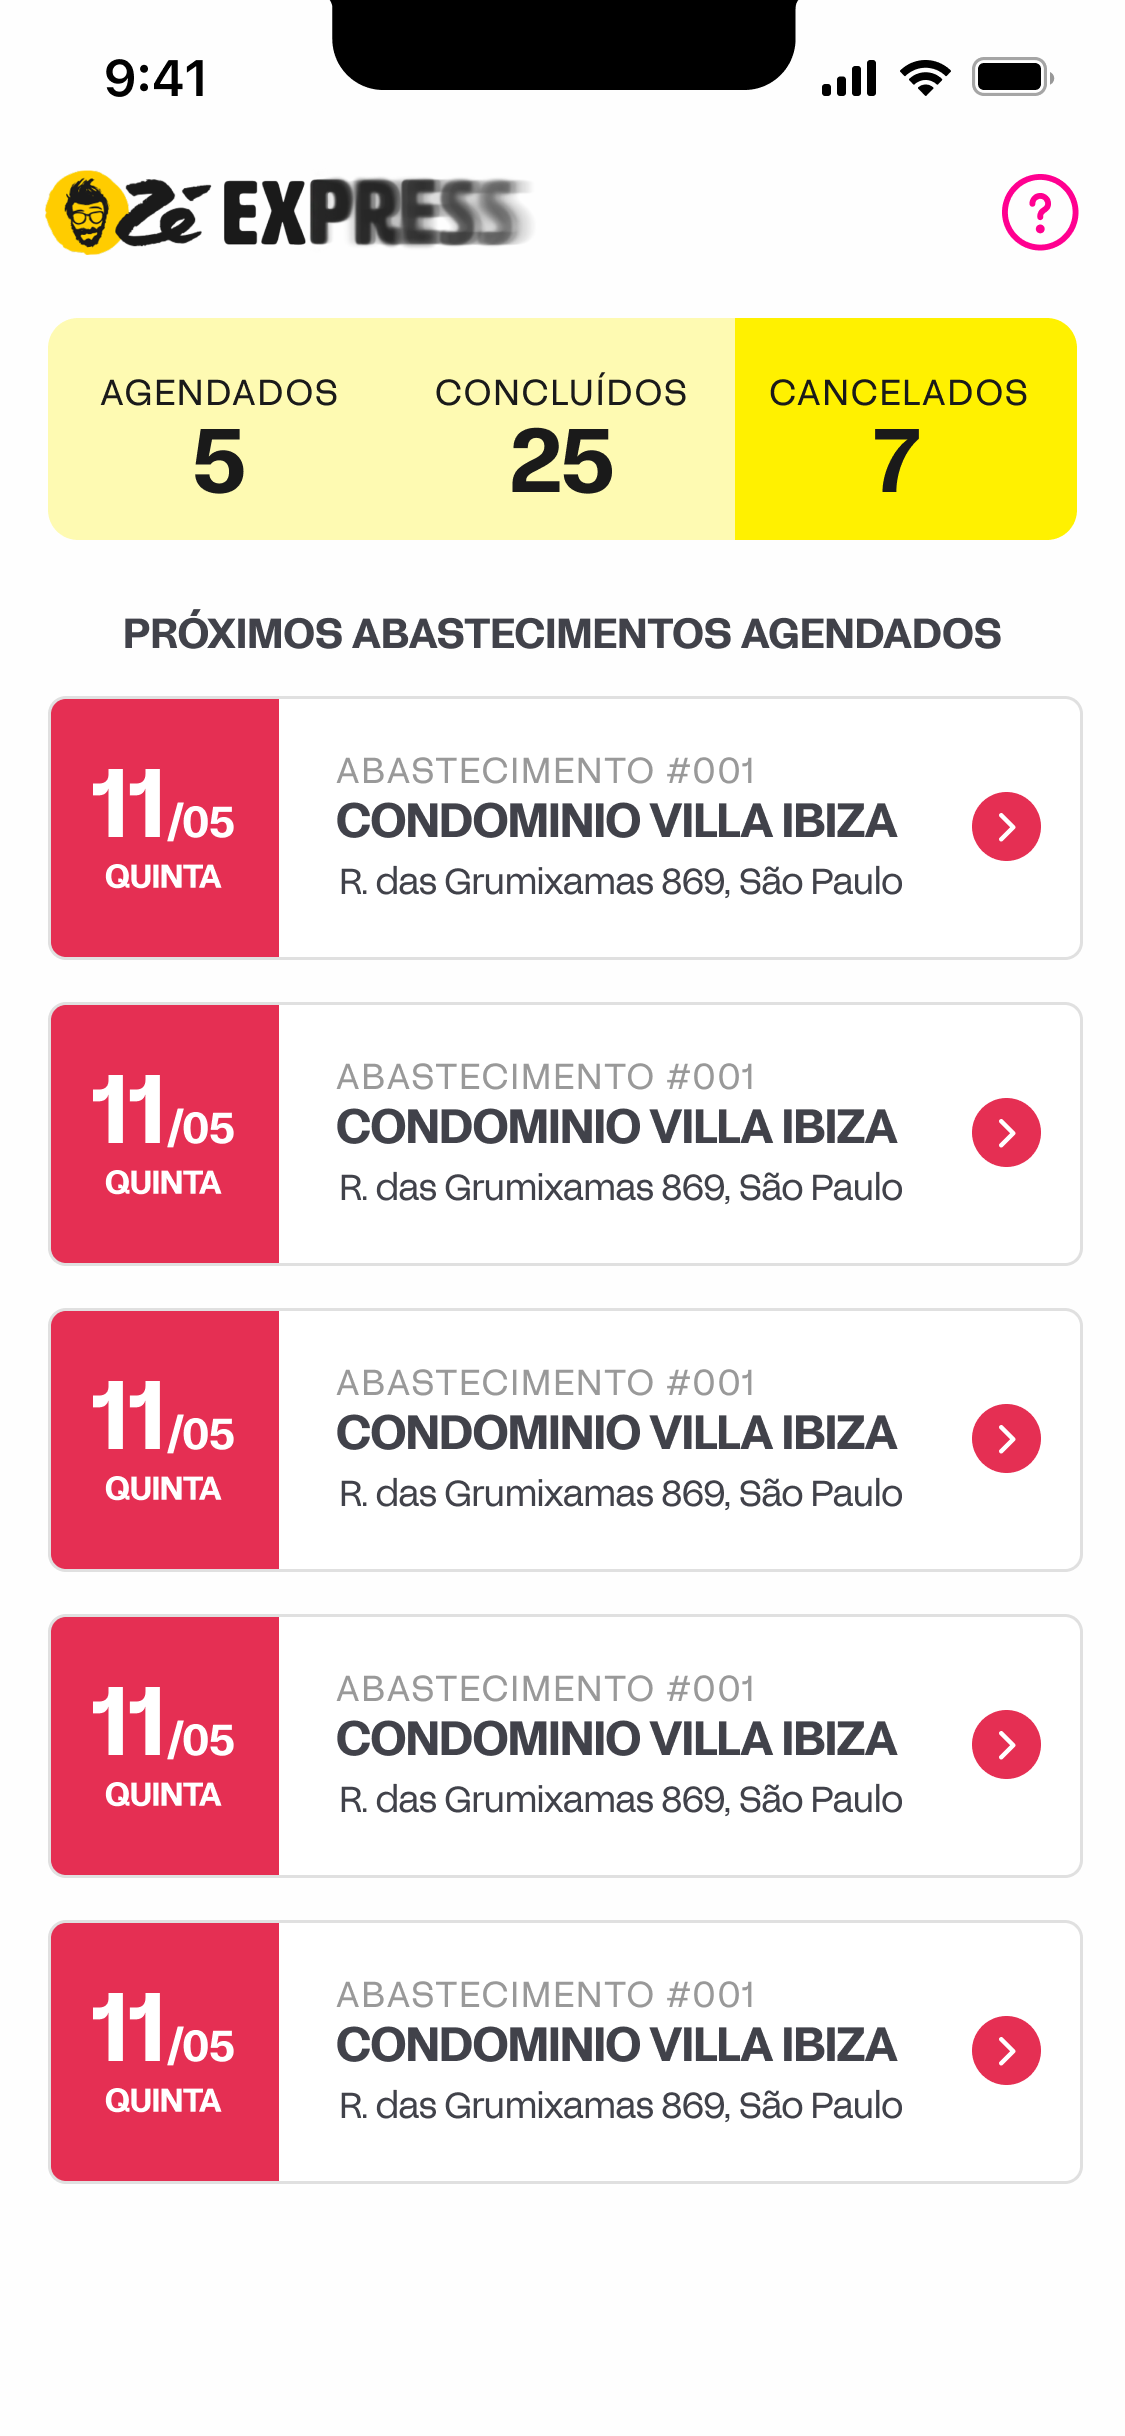 9:41
Zé EXPRESS
AGENDADOS CONCLUÍDOS CANCELADOS
5 25 7
PRÓXIMOS ABASTECIMENTOS AGENDADOS
11/05
QUINTA
ABASTECIMENTO #001
CONDOMINIO VILLA IBIZA
R. das Grumixamas 869, São Paulo
11/05
QUINTA
ABASTECIMENTO #001
CONDOMINIO VILLA IBIZA
R. das Grumixamas 869, São Paulo
11/05
QUINTA
ABASTECIMENTO #001
CONDOMINIO VILLA IBIZA
R. das Grumixamas 869, São Paulo
11/05
QUINTA
ABASTECIMENTO #001
CONDOMINIO VILLA IBIZA
R. das Grumixamas 869, São Paulo
11/05
QUINTA
ABASTECIMENTO #001
CONDOMINIO VILLA IBIZA
R. das Grumixamas 869, São Paulo